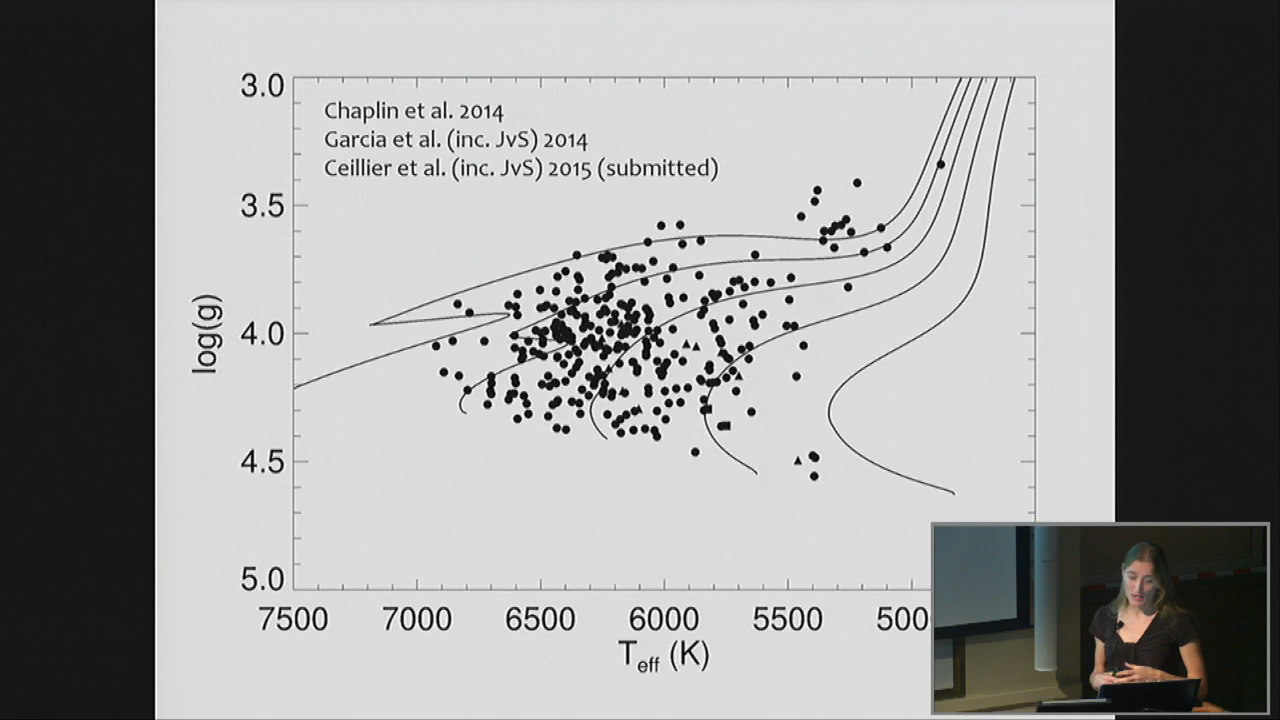 3.0
Chaplin et al. 2014
Garcia et al. (inc. JvS) 2014
Ceillier et al. (inc. JvS) 2015 (submitted)
3.5
log(g)
4.0
4.5
5.0
7500 7000 6500 6000 5500 500
Teff (K)